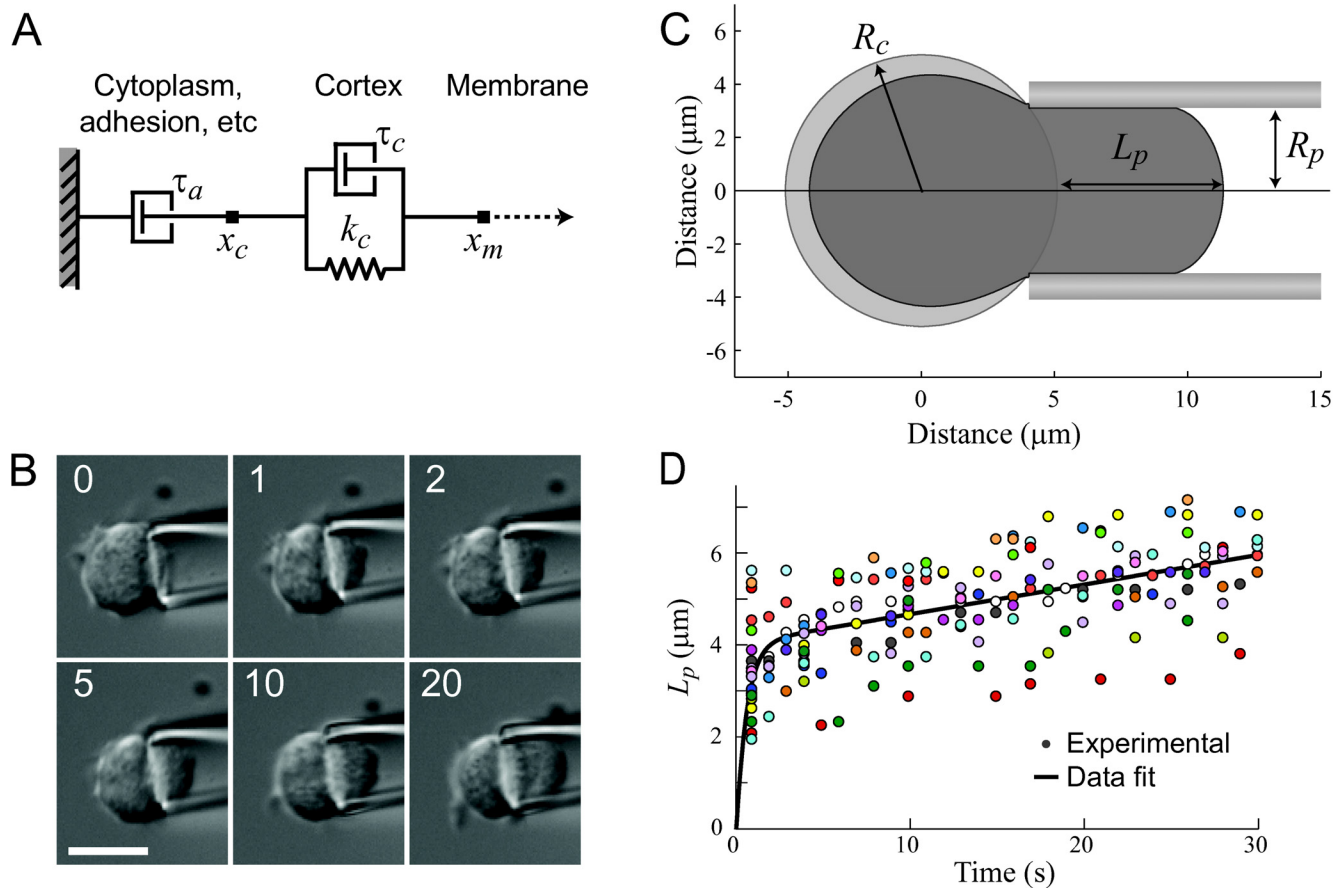 A
Cytoplasm,
adhesion, etc
Cortex
Membrane
τc
τa
kc
xc
xm
B
0
1
2
5
10
20
C
6
4
2
0
-2
-4
-6
Distance (μm)
Rc
Lp
Rp
-5
0
5
10
15
Distance (μm)
D
6
4
2
0
Lp (μm)
Experimental
Data fit
0
10
20
30
Time (s)